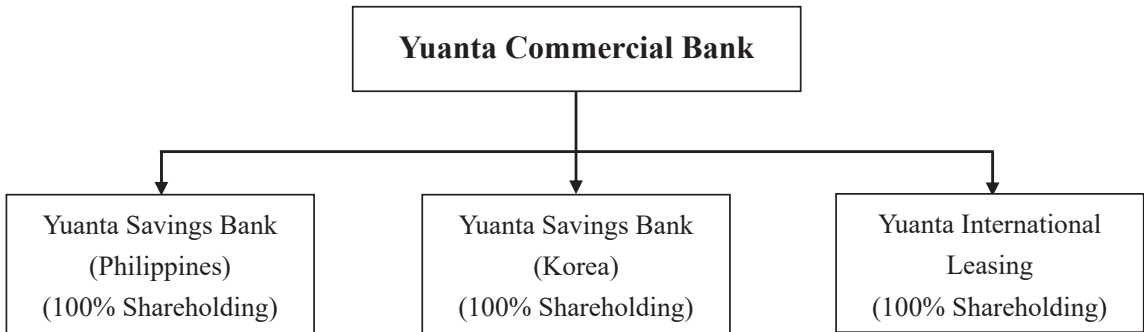 Yuanta Commercial Bank
Yuanta Savings Bank
(Philippines)
(100% Shareholding)
Yuanta Savings Bank
(Korea)
(100% Shareholding)
Yuanta International
Leasing
(100% Shareholding)